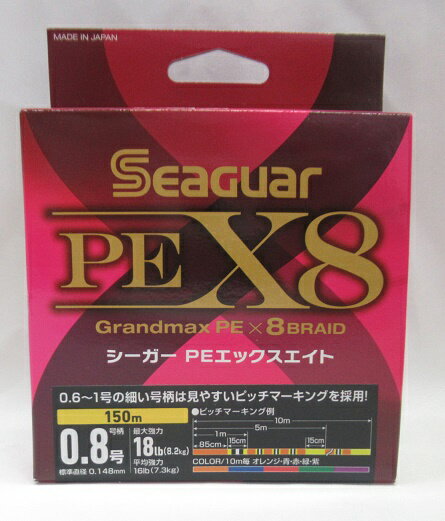 MADE IN JAPAN
SEAGUAR
PE X8
Grandmax PE × 8 BRAID
シーガー PEエックスエイト
0.6〜1号の細い号柄は見やすいピッチマーキングを採用!
150m
号柄
0.8号
標準直径 0.148mm
最大強力
18lb(8.2kg)
平均強力
16lb(7.3kg)
●ピッチマーキング例
10m
5m
1m
85cm 15cm 15cm
COLOR/10m毎 オレンジ・青・赤・緑・紫